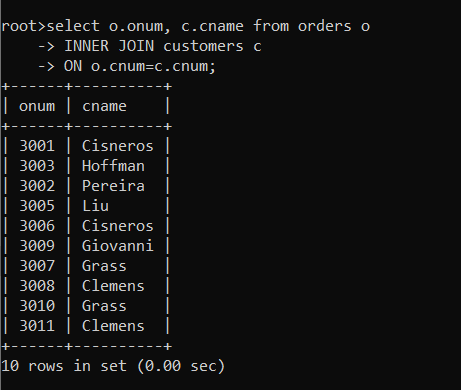 root>select o.onum, c.cname from orders o
    -> INNER JOIN customers c
    -> ON o.cnum=c.cnum;
+------+----------+
| onum | cname    |
+------+----------+
| 3001 | Cisneros |
| 3003 | Hoffman  |
| 3002 | Pereira  |
| 3005 | Liu      |
| 3006 | Cisneros |
| 3009 | Giovanni |
| 3007 | Grass    |
| 3008 | Clemens  |
| 3010 | Grass    |
| 3011 | Clemens  |
+------+----------+
10 rows in set (0.00 sec)